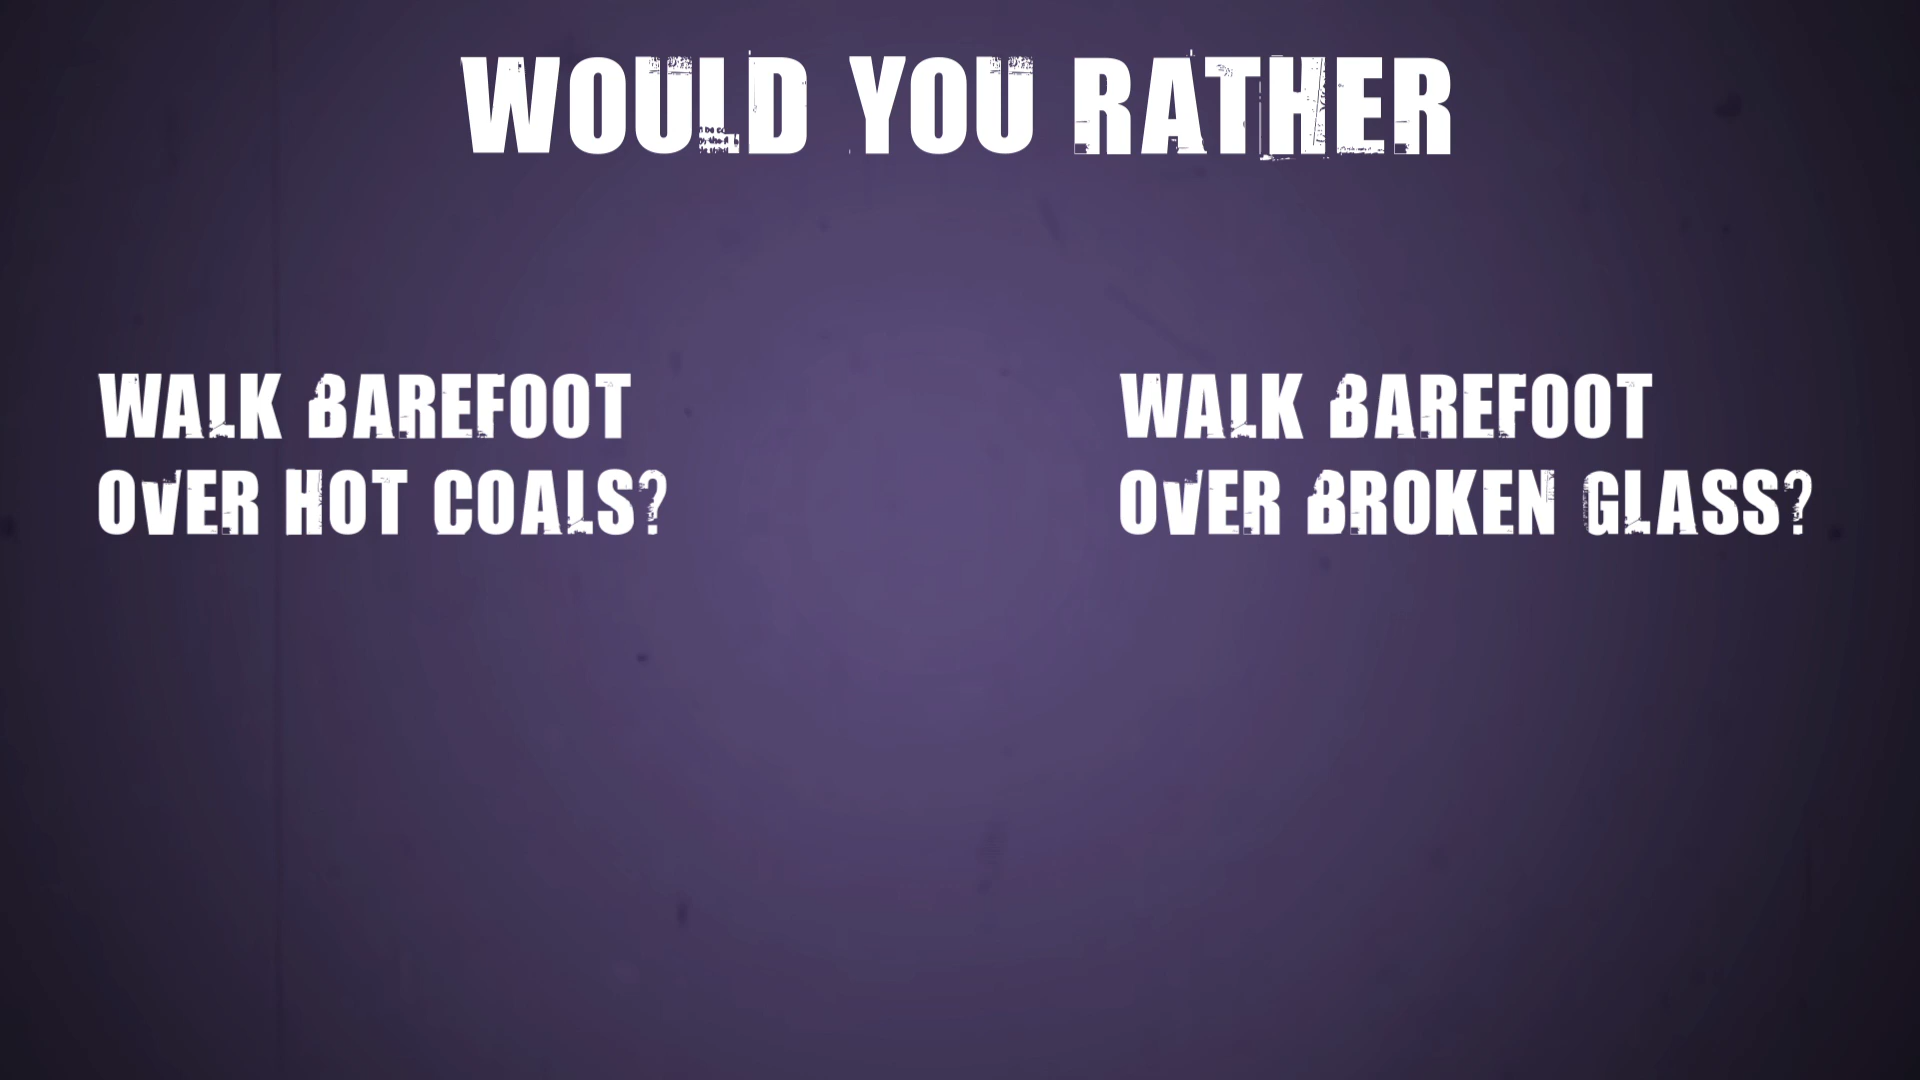 WOULD YOU RATHER
WALK BAREFOOT
OVER HOT COALS?
WALK BAREFOOT
OVER BROKEN GLASS?